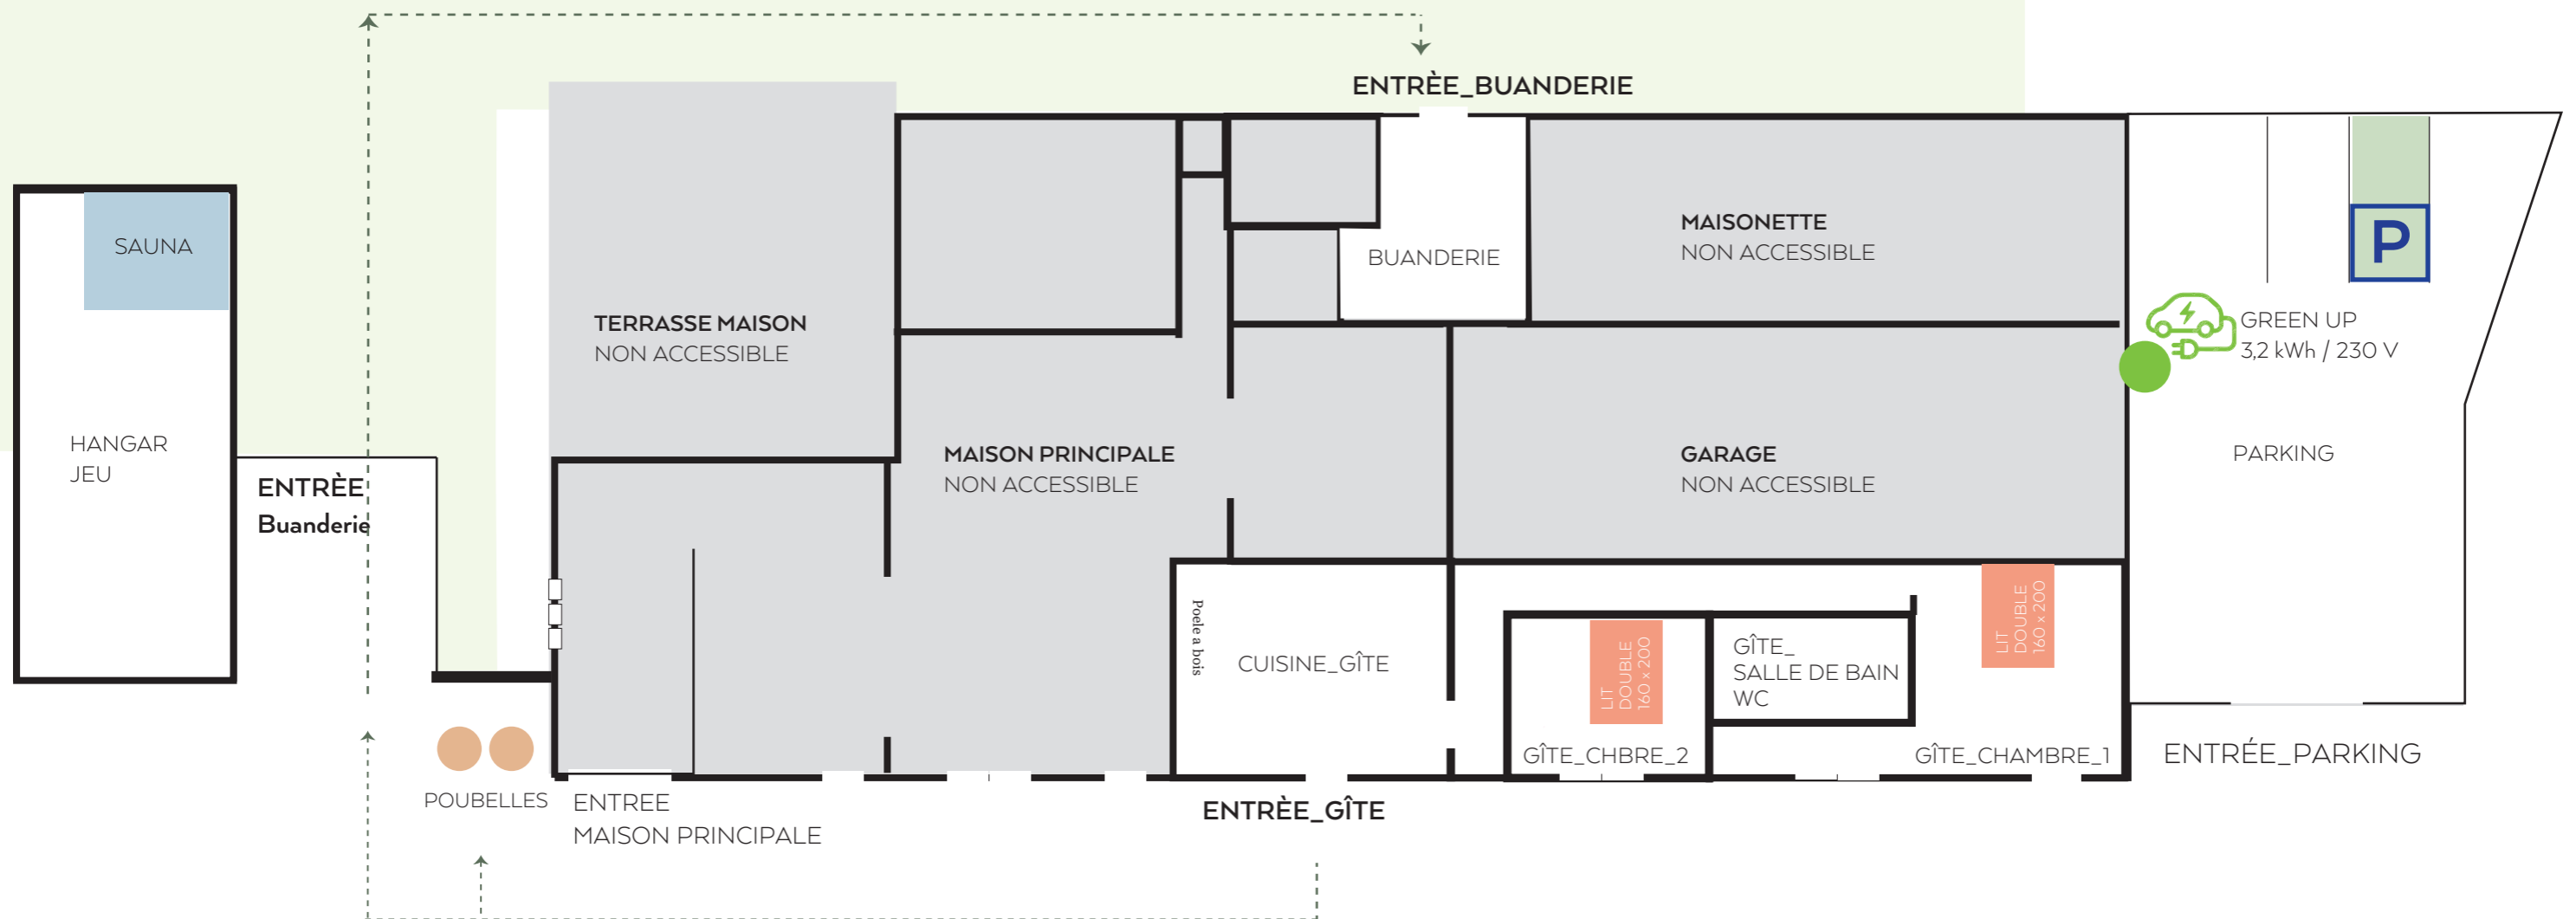 ENTRÈE_BUANDERIE
SAUNA
HANGAR
JEU
ENTRÈE
Buanderie
TERRASSE MAISON
NON ACCESSIBLE
MAISON PRINCIPALE
NON ACCESSIBLE
BUANDERIE
MAISONETTE
NON ACCESSIBLE
GARAGE
NON ACCESSIBLE
P
GREEN UP
3,2 kWh / 230 V
PARKING
Poele a bois
CUISINE_GÎTE
LIT
DOUBLE
160 x 200
GÎTE_CHBRE_2
GÎTE_
SALLE DE BAIN
WC
LIT
DOUBLE
160 x 200
GÎTE_CHAMBRE_1
ENTRÉE_PARKING
POUBELLES
ENTREE
MAISON PRINCIPALE
ENTRÈE_GÎTE